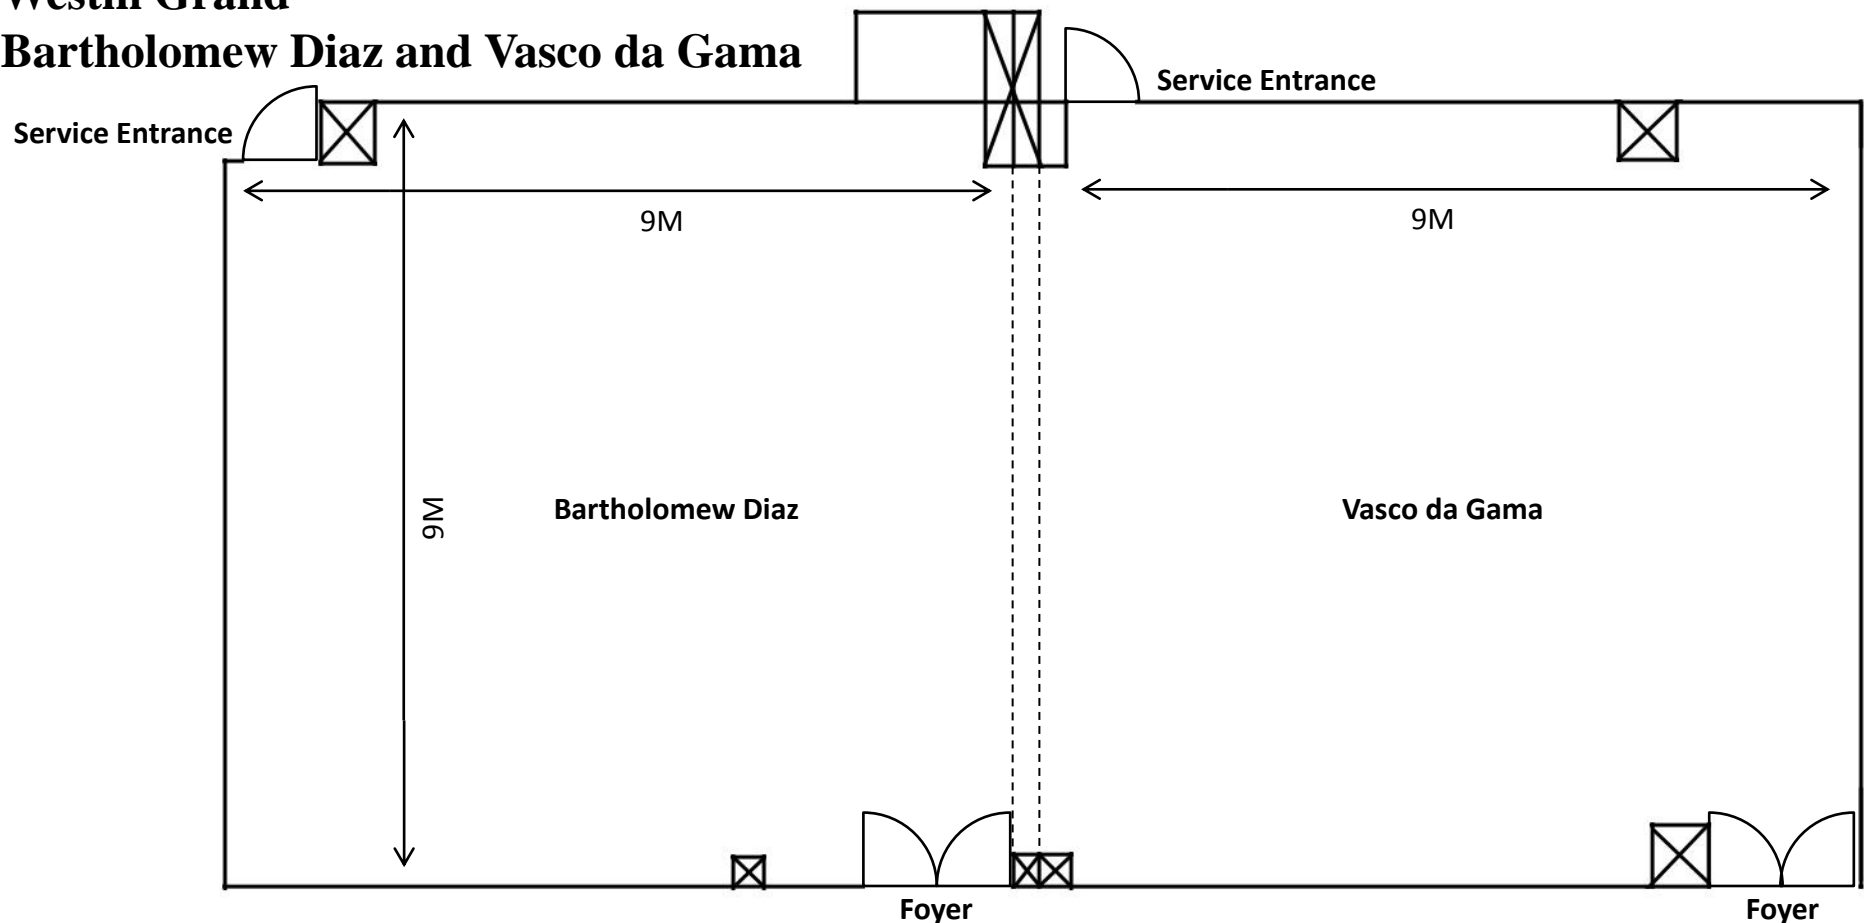 Westin Grand
Bartholomew Diaz and Vasco da Gama
Service Entrance
Service Entrance
9M
9M
9M
Bartholomew Diaz
Vasco da Gama
Foyer
Foyer